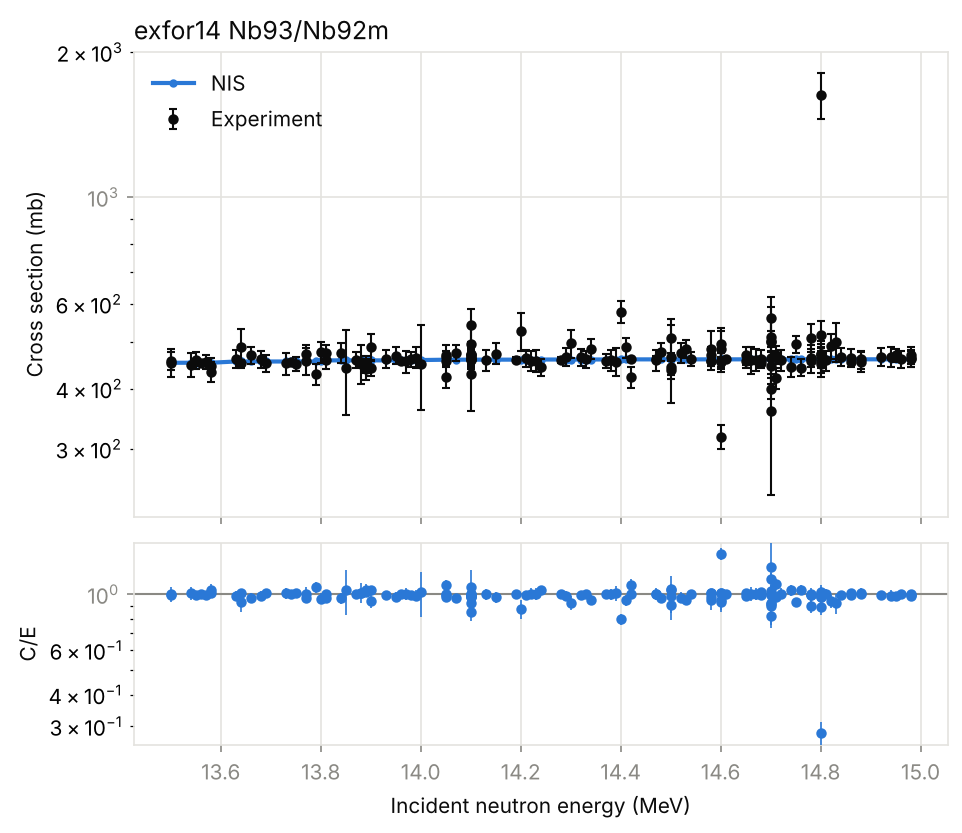 exfor14 Nb93/Nb92m
2 × 10³
NIS
Experiment
10³
Cross section (mb)
6 × 10²
4 × 10²
3 × 10²
10⁰
C/E
6 × 10⁻¹
4 × 10⁻¹
3 × 10⁻¹
13.6 13.8 14.0 14.2 14.4 14.6 14.8 15.0
Incident neutron energy (MeV)